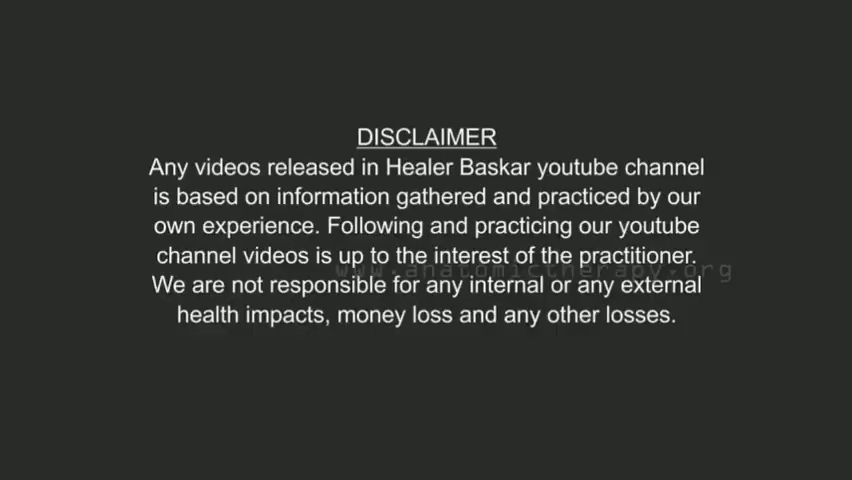 DISCLAIMER
Any videos released in Healer Baskar youtube channel
is based on information gathered and practiced by our
own experience. Following and practicing our youtube
channel videos is up to the interest of the practitioner.
www.anatomictherapy.org
We are not responsible for any internal or any external
health impacts, money loss and any other losses.